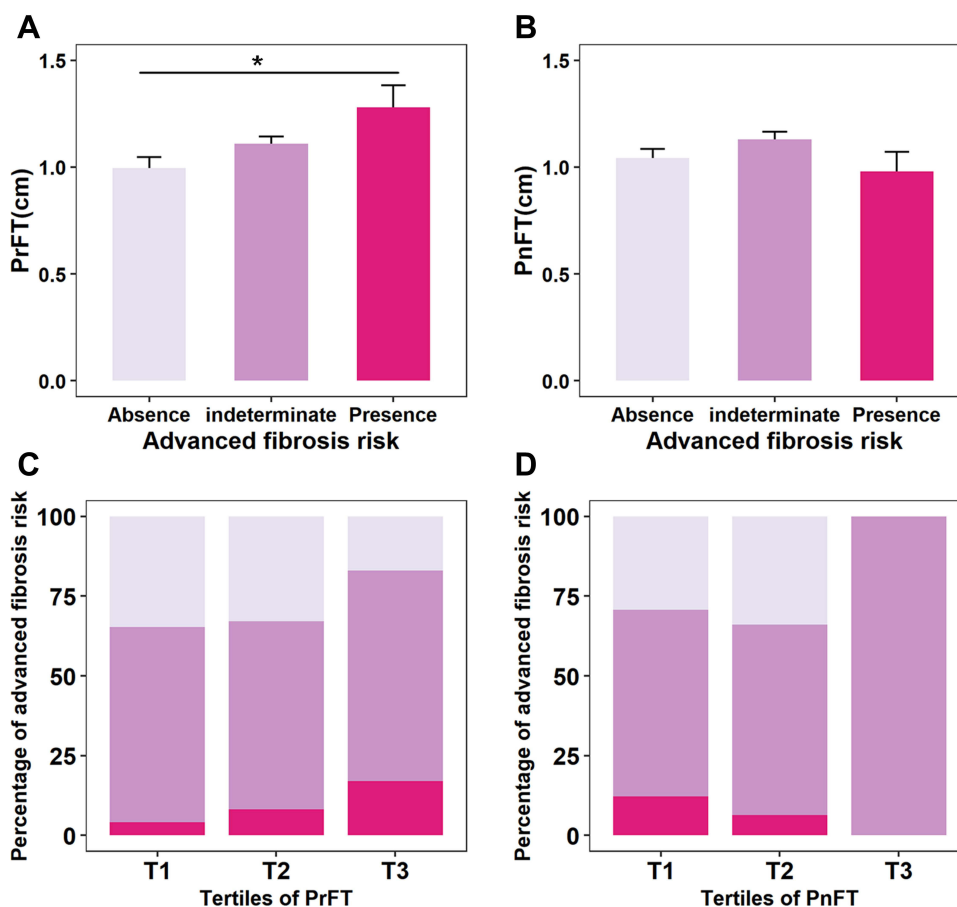 A
PrFT(cm)
1.5
1.0
0.5
0.0
*
Absence indeterminate Presence
Advanced fibrosis risk
B
PnFT(cm)
1.5
1.0
0.5
0.0
Absence indeterminate Presence
Advanced fibrosis risk
C
Percentage of advanced fibrosis risk
100
75
50
25
0
T1 T2 T3
Tertiles of PrFT
D
Percentage of advanced fibrosis risk
100
75
50
25
0
T1 T2 T3
Tertiles of PnFT